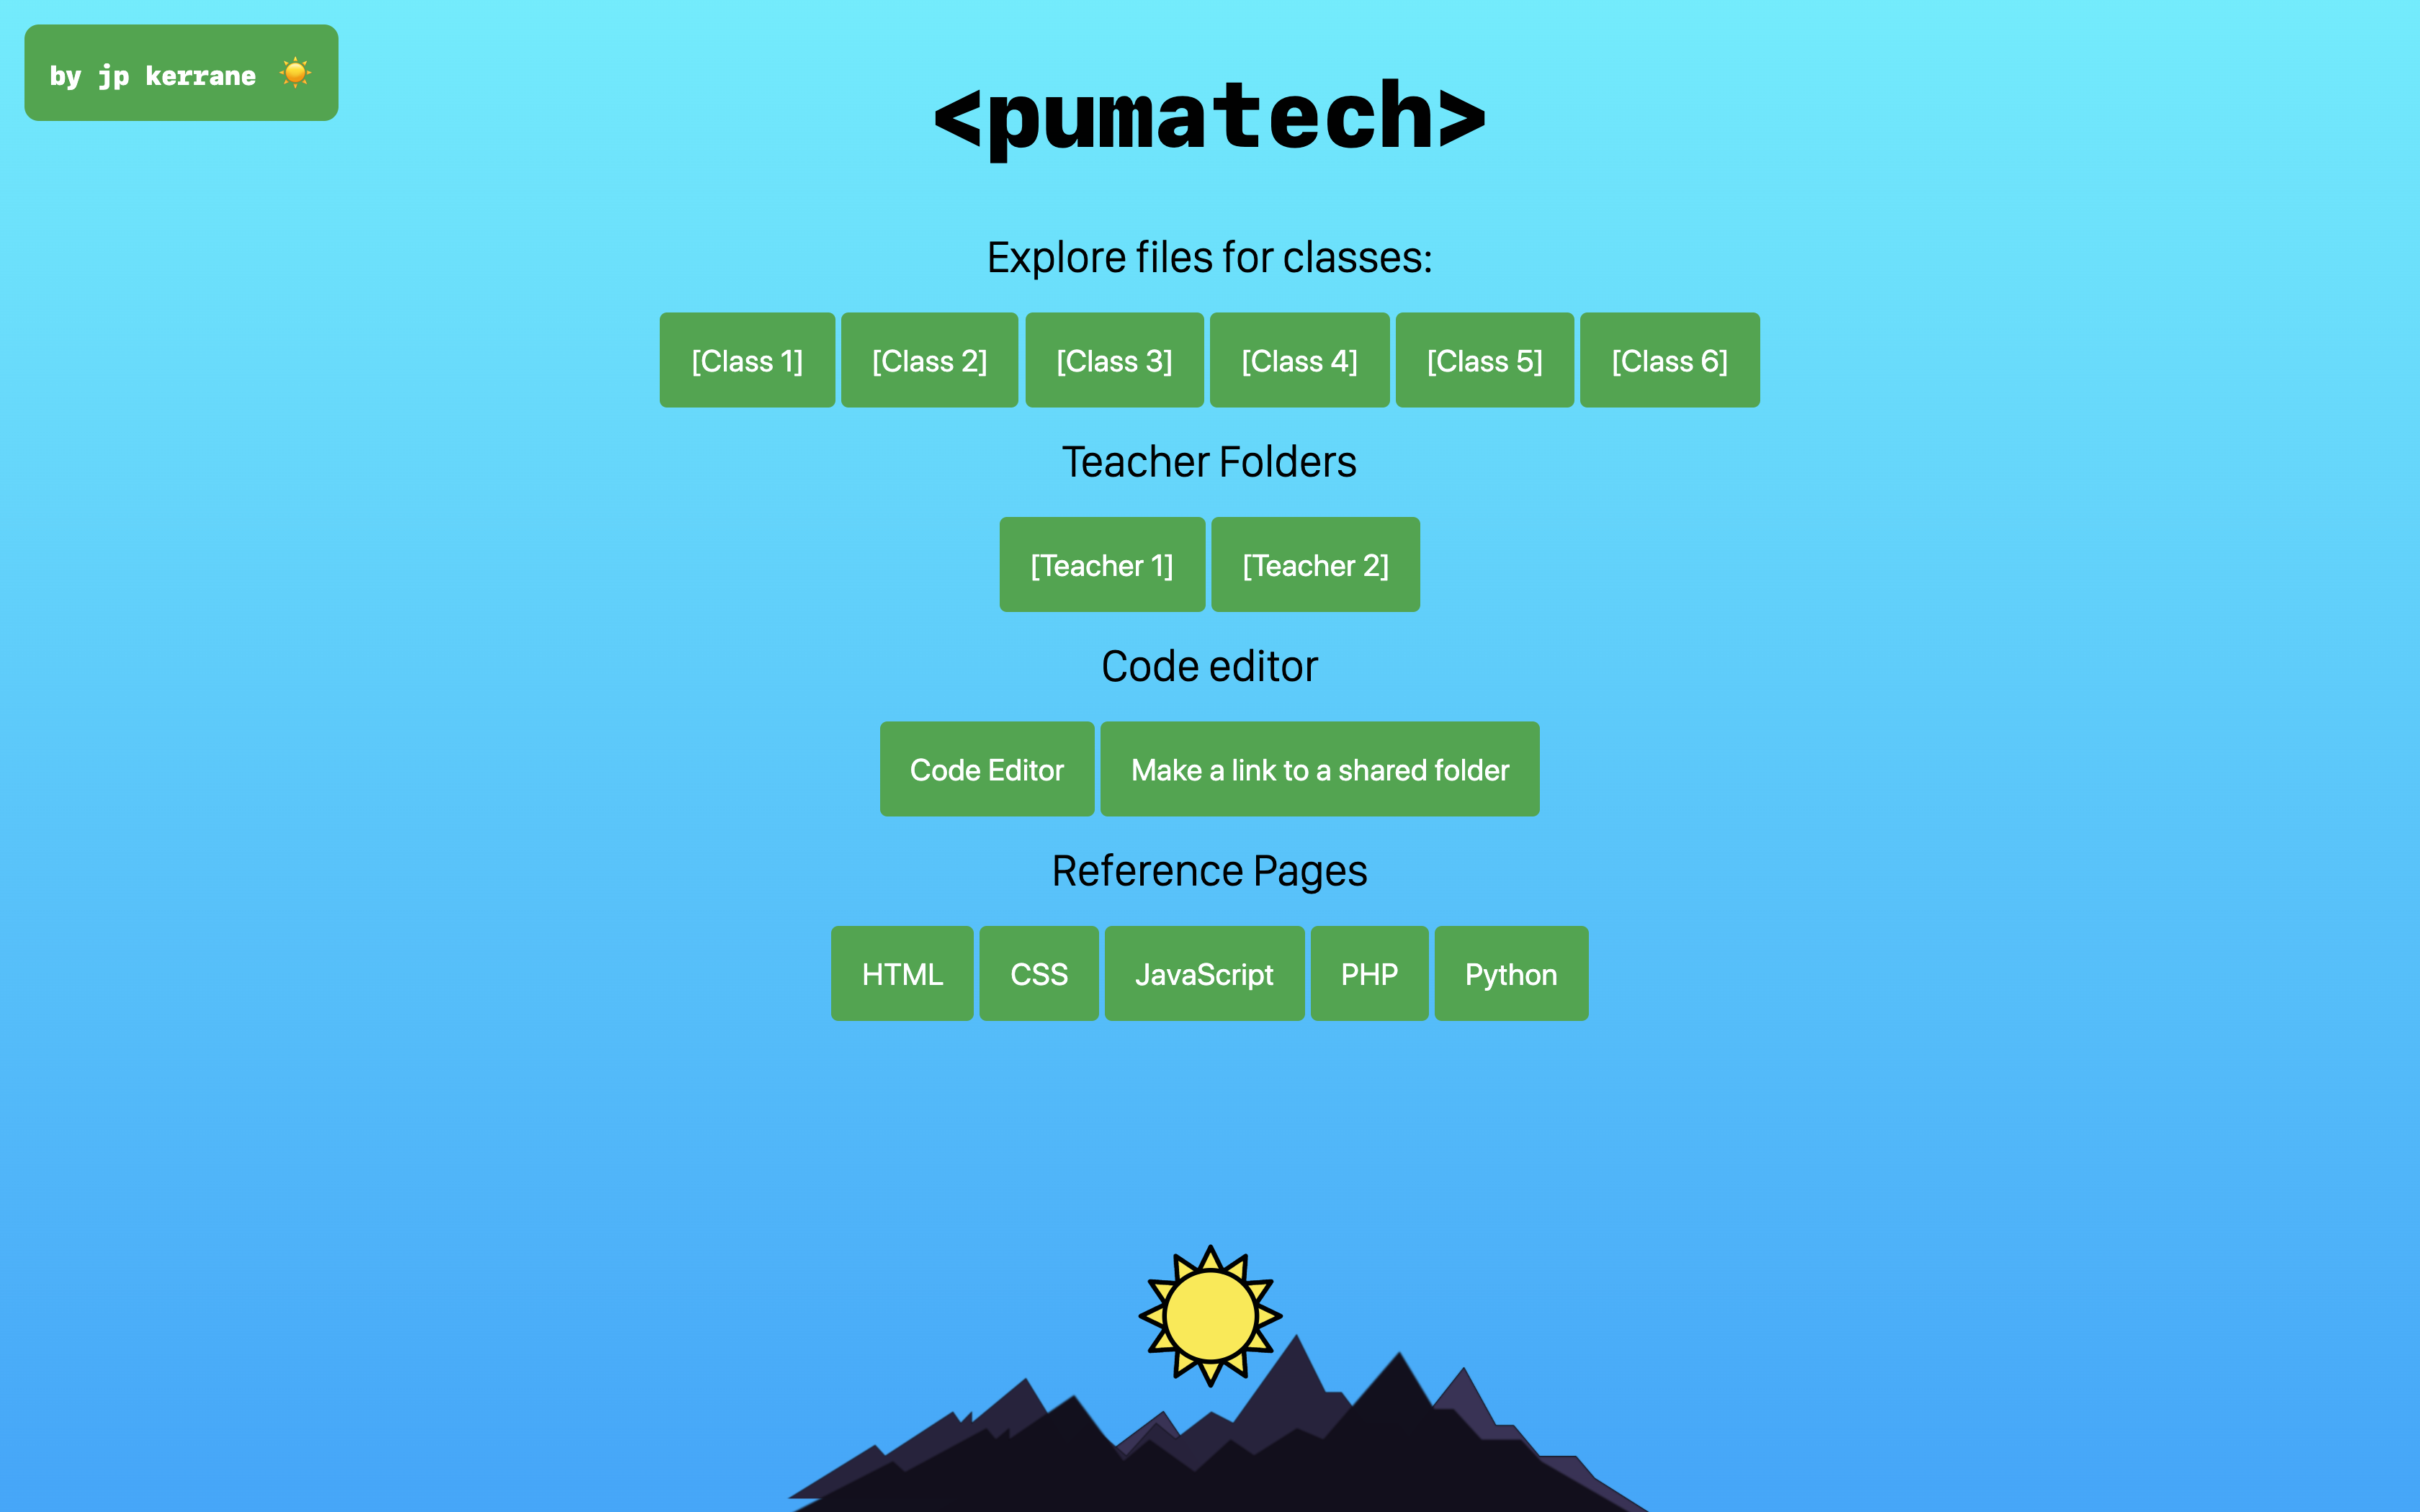 by jp kerrane ☀️
<pumatech>
Explore files for classes:
[Class 1] [Class 2] [Class 3] [Class 4] [Class 5] [Class 6]
Teacher Folders
[Teacher 1] [Teacher 2]
Code editor
Code Editor Make a link to a shared folder
Reference Pages
HTML CSS JavaScript PHP Python